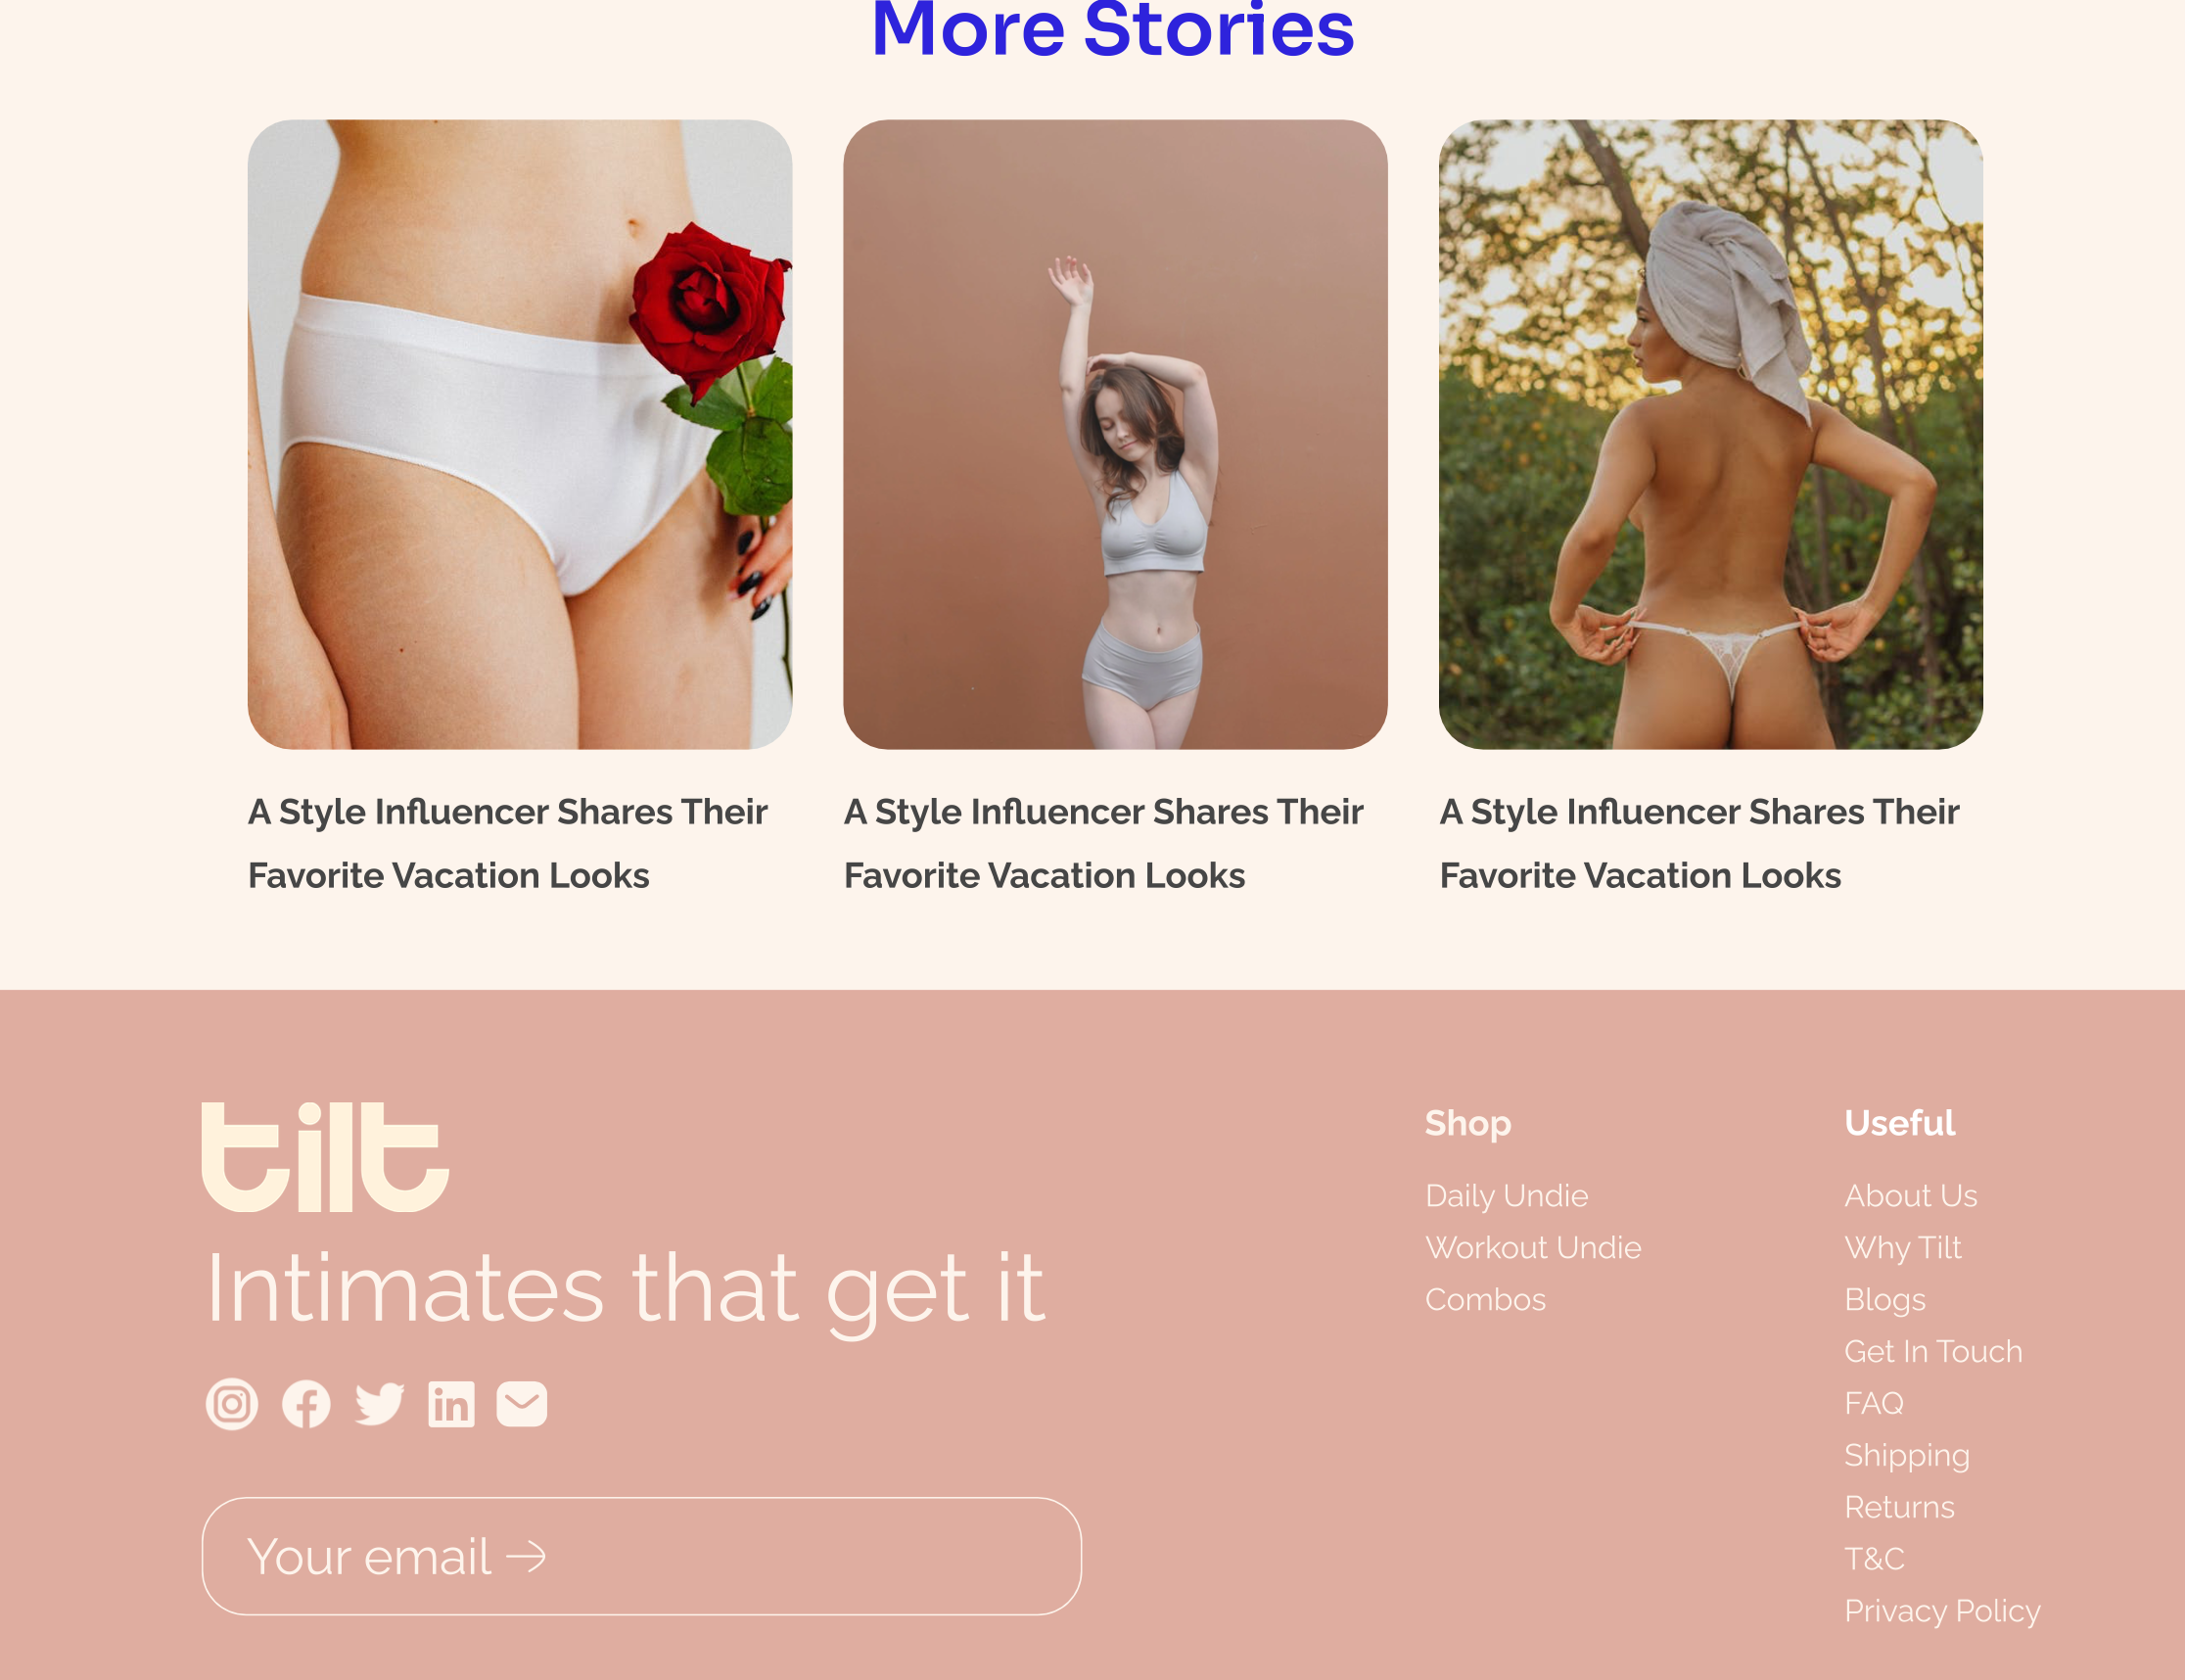 More Stories
A Style Influencer Shares Their
Favorite Vacation Looks
A Style Influencer Shares Their
Favorite Vacation Looks
A Style Influencer Shares Their
Favorite Vacation Looks
tilt
Intimates that get it
Your email →
Shop
Daily Undie
Workout Undie
Combos
Useful
About Us
Why Tilt
Blogs
Get In Touch
FAQ
Shipping
Returns
T&C
Privacy Policy